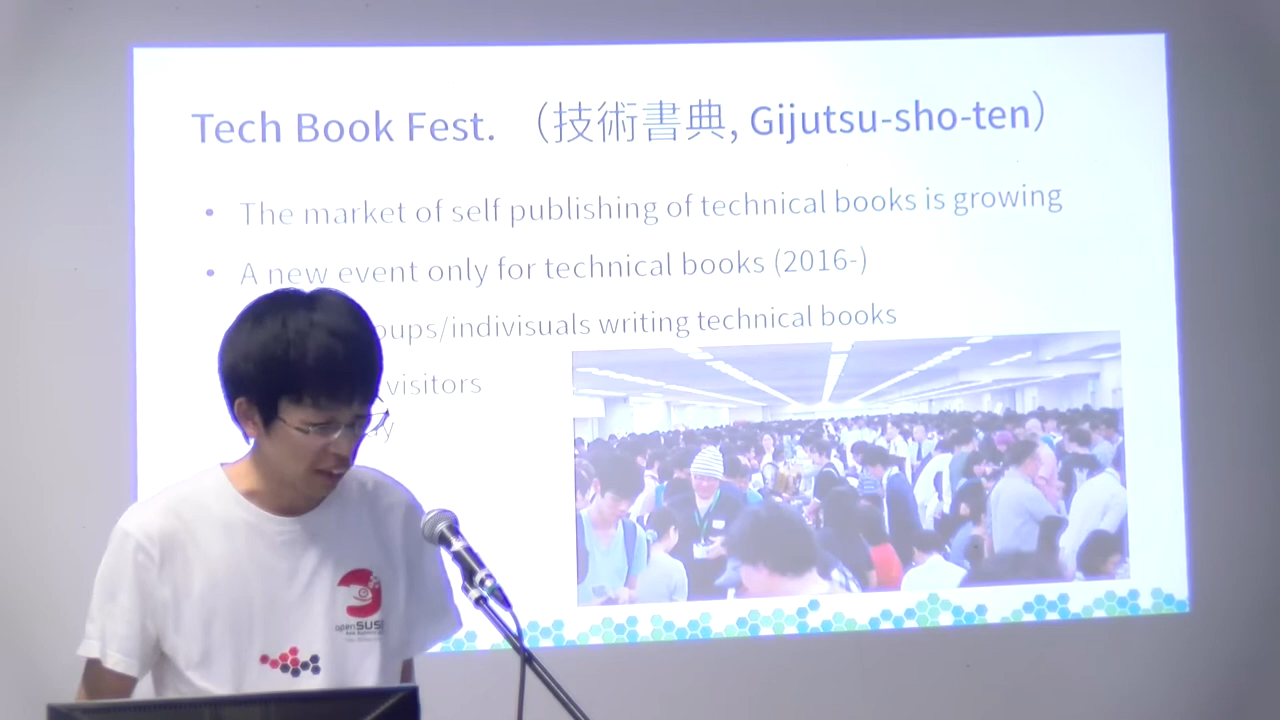 Tech Book Fest. （技術書典, Gijutsu-sho-ten）
• The market of self publishing of technical books is growing
• A new event only for technical books (2016-)
oups/indivisuals writing technical books
visitors
openSUSE